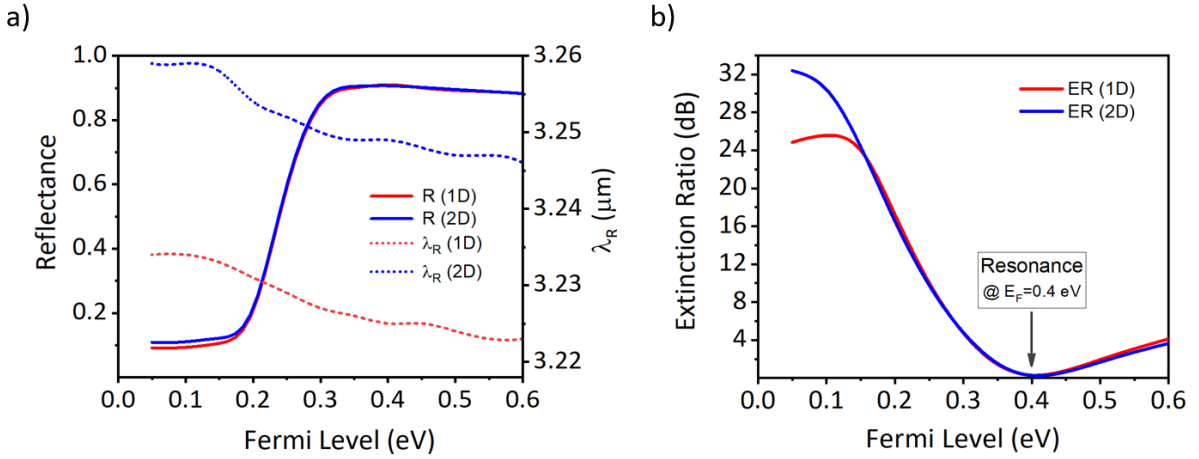 a)
1.0
0.8
0.6
0.4
0.2
Reflectance
R (1D)
R (2D)
λR (1D)
λR (2D)
3.26
3.25
3.24
3.23
3.22
λR (μm)
0.0 0.1 0.2 0.3 0.4 0.5 0.6
Fermi Level (eV)
b)
32
28
24
20
16
12
8
4
Extinction Ratio (dB)
ER (1D)
ER (2D)
Resonance
@ EF=0.4 eV
0.0 0.1 0.2 0.3 0.4 0.5 0.6
Fermi Level (eV)